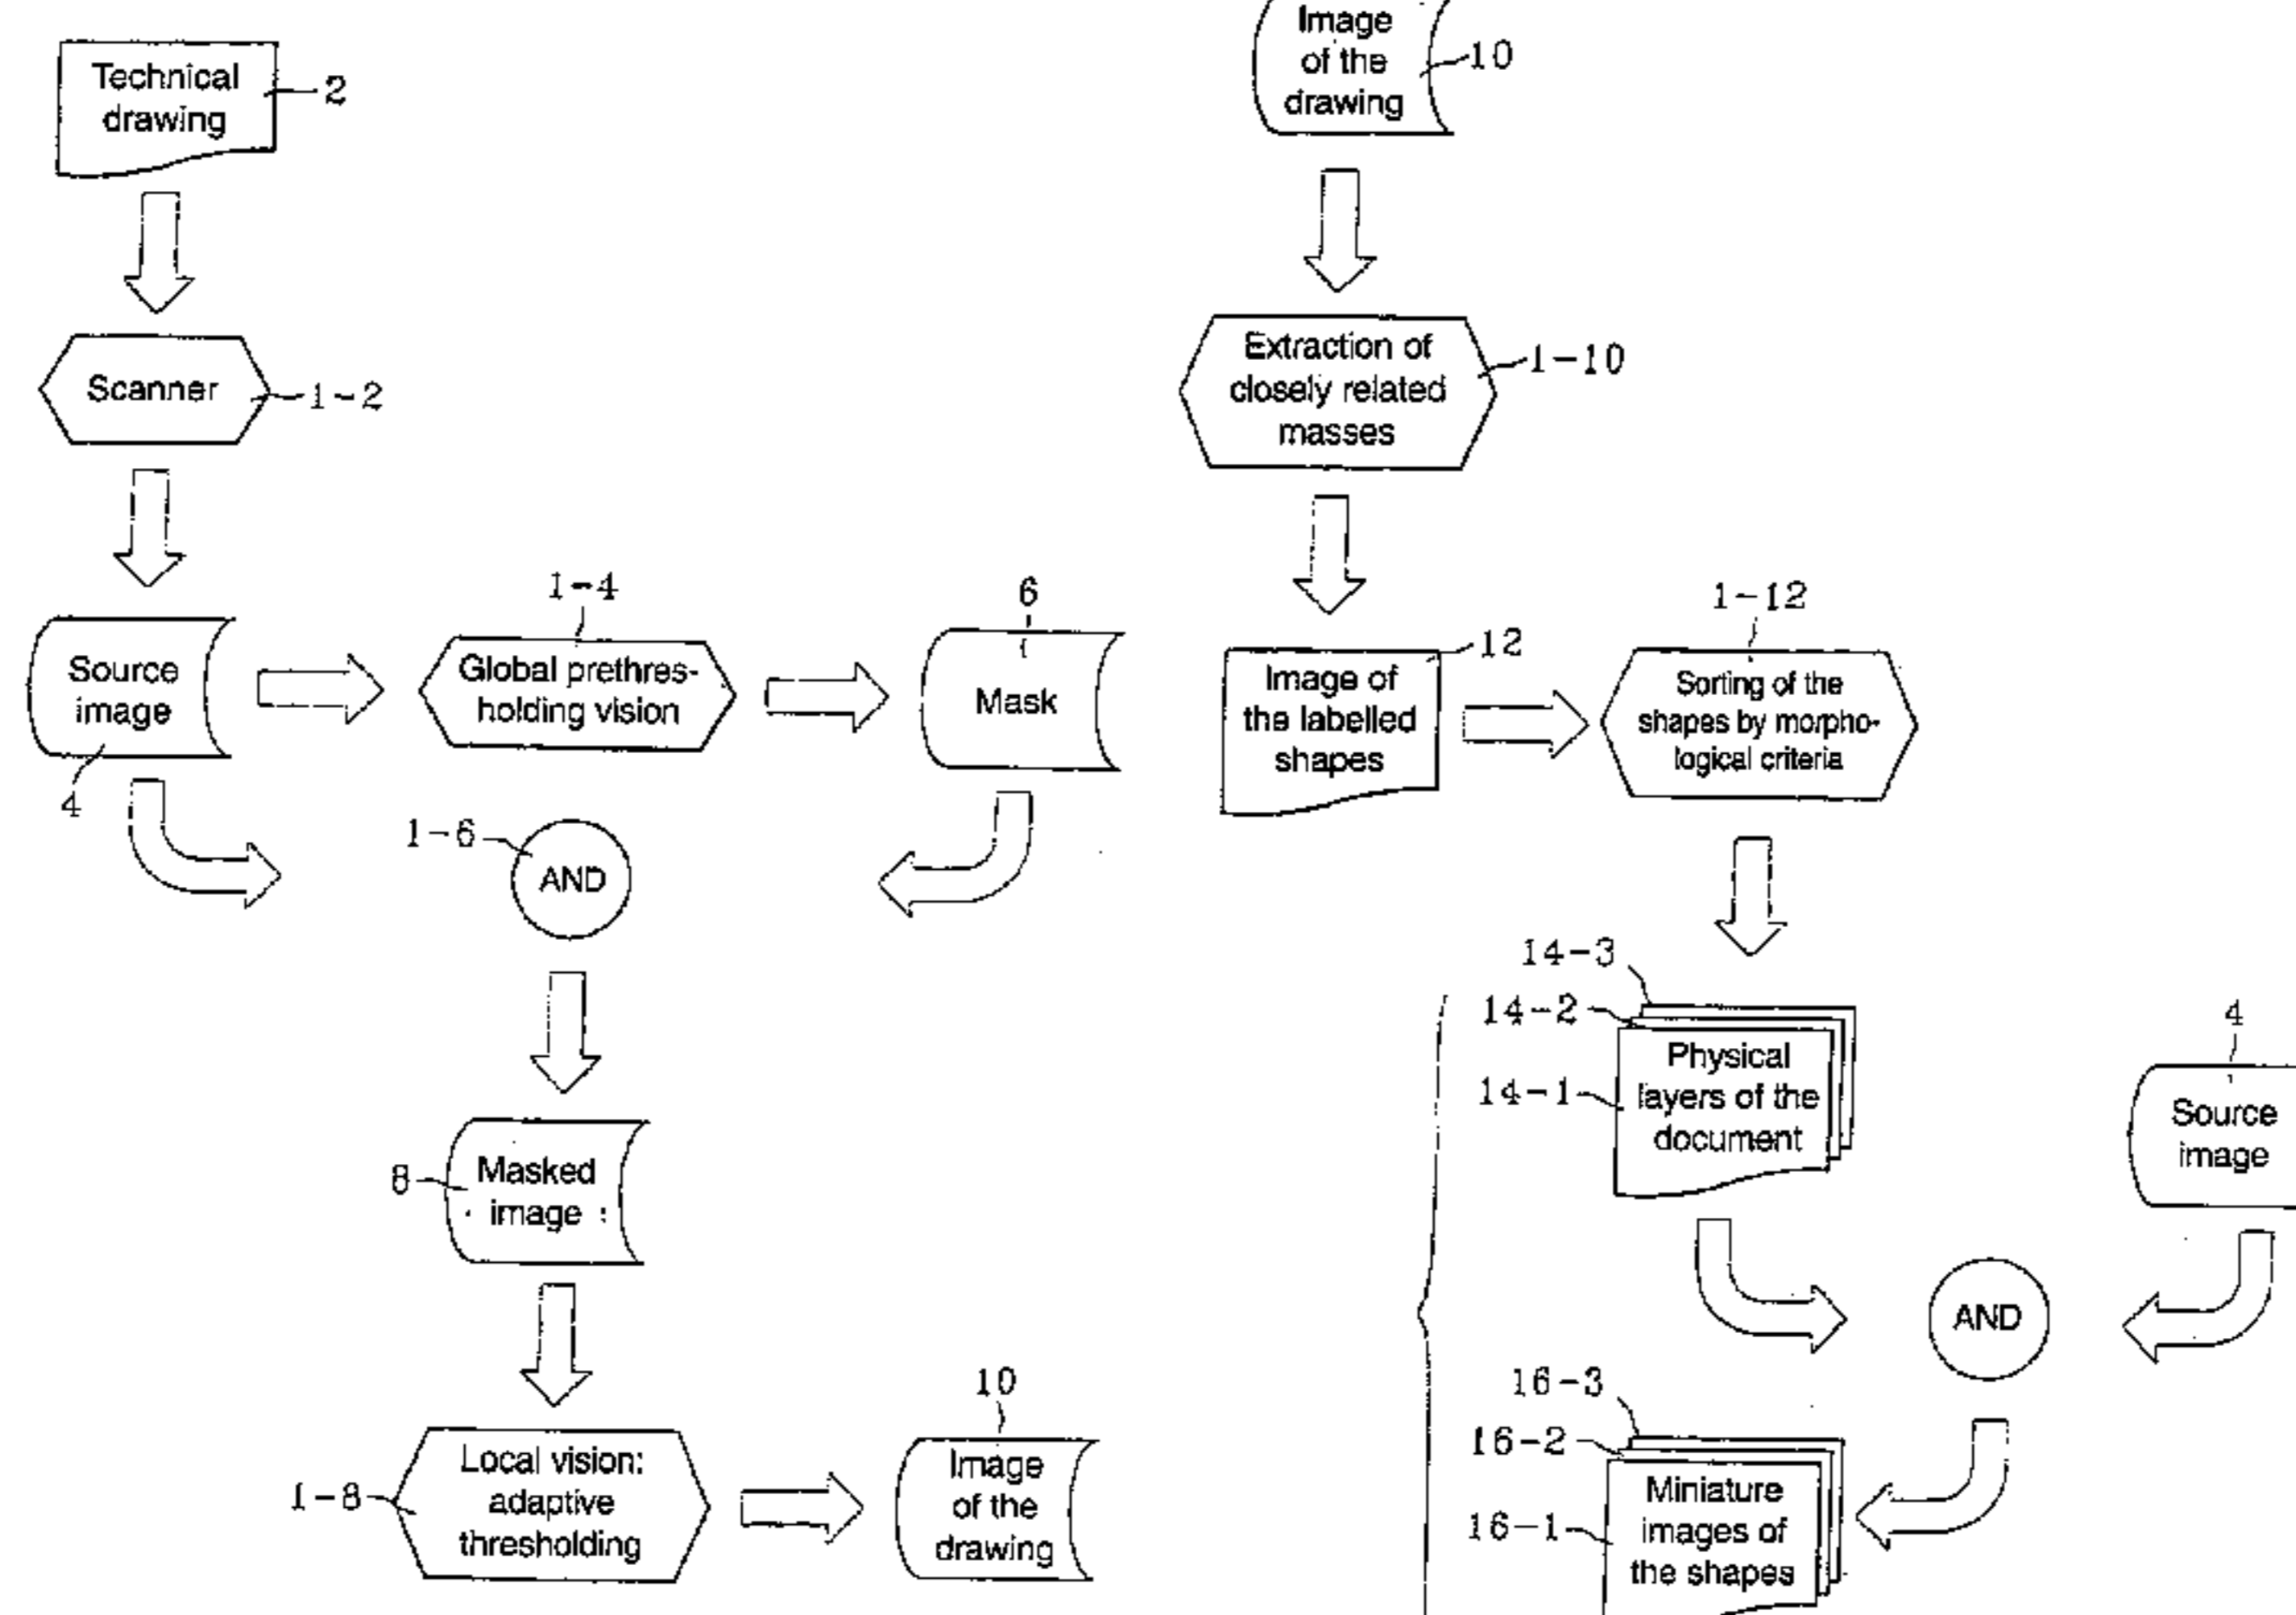 Technical
drawing
2
Scanner
1-2
Source
image
4
1-4
Global prethres-
holding vision
6
Mask
1-6
AND
8
Masked
image
1-8
Local vision:
adaptive
thresholding
10
Image
of the
drawing
Image
of the
drawing
10
Extraction of
closely related
masses
1-10
12
Image of
the labelled
shapes
1-12
Sorting of the
shapes by morpho-
logical criteria
14-3
14-2
14-1
Physical
layers of the
document
4
Source
image
AND
16-3
16-2
16-1
Miniature
images of
the shapes